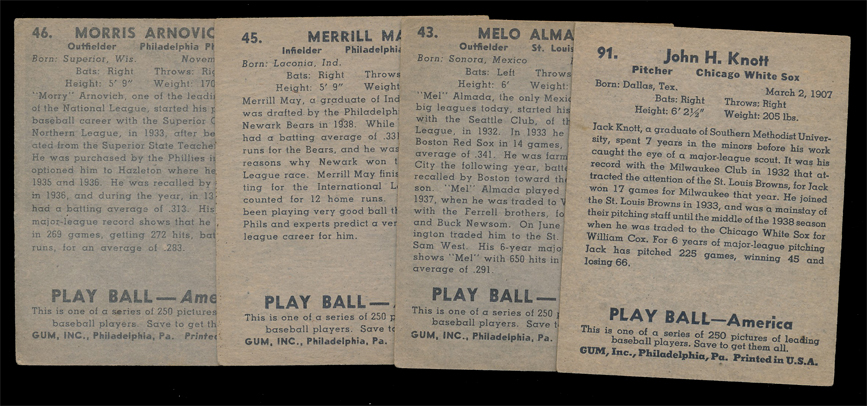 46. MORRIS ARNOVIC
Outfielder Philadelphia Ph
Born: Superior, Wis. Novem
Bats: Right Throws: Ri
Height: 5' 9" Weight: 170
"Morry" Arnovich, one of the leadi
of the National League, started his p
baseball career with the Superior C
Northern League, in 1933, after be
ated from the Superior State Teache
He was purchased by the Phillies i
optioned him to Hazleton where he
1935 and 1936. He was recalled by
in 1936, and during the year, in 13
had a batting average of .313. His
major-league record shows that he
in 269 games, getting 272 hits, bat
runs, for an average of .283.
PLAY BALL—Ame
This is one of a series of 250 pictures
baseball players. Save to get th
GUM, INC., Philadelphia, Pa. Printed
45. MERRILL MA
Infielder Philadelphia
Born: Laconia, Ind.
Bats: Right Throws
Height: 5' 9" Weight:
Merrill May, a graduate of Ind
was drafted by the Philadelph
Newark Bears in 1938. While
had a batting average of .331
runs for the Bears, and he wa
reasons why Newark won t
League race. Merrill May finis
ting for the International L
counted for 12 home runs.
been playing very good ball th
Phils and experts predict a ver
league career for him.
PLAY BALL—
This is one of a series of 250 p
baseball players. Save to
GUM, INC., Philadelphia, Pa.
43. MELO ALMA
Outfielder St. Louis
Born: Sonora, Mexico
Bats: Left Throws
Height: 6' Weight:
"Mel" Almada, the only Mexic
big leagues today, started his
with the Seattle Club, of th
League, in 1932. In 1933 he
Boston Red Sox in 14 games,
average of .341. He was farm
City the following year, batt
recalled by Boston toward the
son. "Mel" Almada played
1937, when he was traded to W
with the Ferrell brothers, fo
and Buck Newsom. On June
ington traded him to the St.
Sam West. His 6-year majo
shows "Mel" with 650 hits in
average of .291.
PLAY BALL—
This is one of a series of 250 p
baseball players. Save to
GUM, INC., Philadelphia, Pa.
91. John H. Knott
Pitcher Chicago White Sox
Born: Dallas, Tex. March 2, 1907
Bats: Right Throws: Right
Height: 6' 2½" Weight: 205 lbs.
Jack Knott, a graduate of Southern Methodist Univer-
sity, spent 7 years in the minors before his work
caught the eye of a major-league scout. It was his
record with the Milwaukee Club in 1932 that at-
tracted the attention of the St. Louis Browns, for Jack
won 17 games for Milwaukee that year. He joined
the St. Louis Browns in 1933, and was a mainstay of
their pitching staff until the middle of the 1938 season
when he was traded to the Chicago White Sox for
William Cox. For 6 years of major-league pitching
Jack has pitched 225 games, winning 45 and
losing 66.
PLAY BALL—America
This is one of a series of 250 pictures of leading
baseball players. Save to get them all.
GUM, Inc., Philadelphia, Pa. Printed in U.S.A.